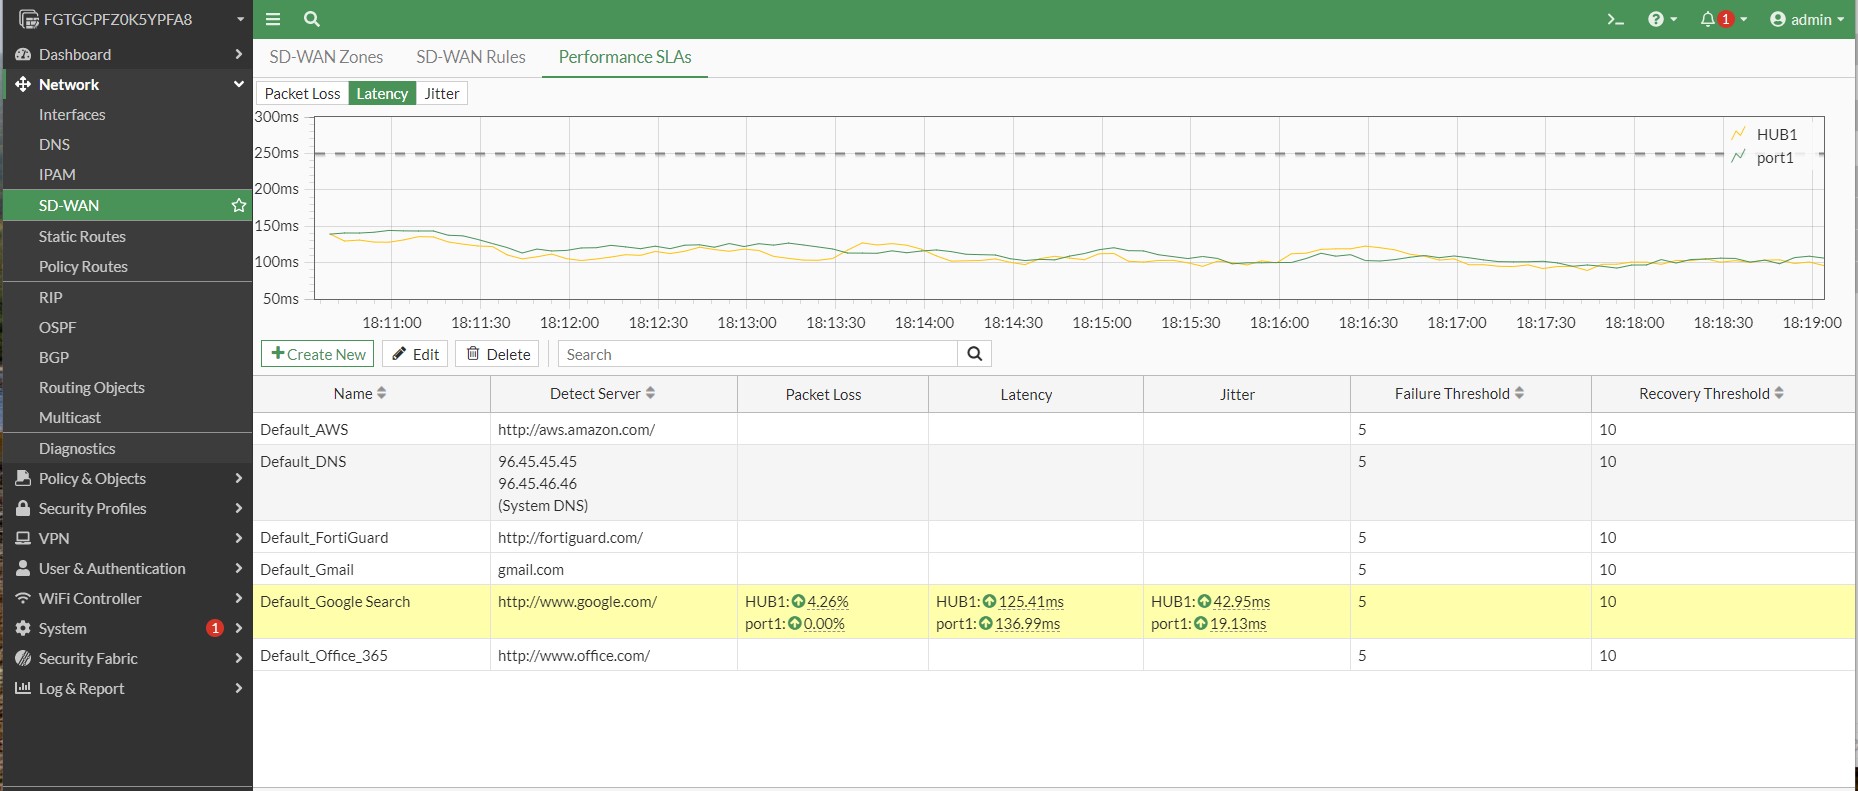 FGTGCPFZ0K5YPFA8
1
admin
Dashboard
Network
Interfaces
DNS
IPAM
SD-WAN
Static Routes
Policy Routes
RIP
OSPF
BGP
Routing Objects
Multicast
Diagnostics
Policy & Objects
Security Profiles
VPN
User & Authentication
WiFi Controller
System 1
Security Fabric
Log & Report
SD-WAN Zones SD-WAN Rules Performance SLAs
Packet Loss Latency Jitter
300ms
250ms
200ms
150ms
100ms
50ms
HUB1
port1
18:11:00 18:11:30 18:12:00 18:12:30 18:13:00 18:13:30 18:14:00 18:14:30 18:15:00 18:15:30 18:16:00 18:16:30 18:17:00 18:17:30 18:18:00 18:18:30 18:19:00
+Create New Edit Delete Search
Name Detect Server Packet Loss Latency Jitter Failure Threshold Recovery Threshold
Default_AWS http://aws.amazon.com/ 5 10
Default_DNS 96.45.45.45 5 10
96.45.46.46
(System DNS)
Default_FortiGuard http://fortiguard.com/ 5 10
Default_Gmail gmail.com 5 10
Default_Google Search http://www.google.com/ HUB1: 4.26% HUB1: 125.41ms HUB1: 42.95ms 5 10
port1: 0.00% port1: 136.99ms port1: 19.13ms
Default_Office_365 http://www.office.com/ 5 10